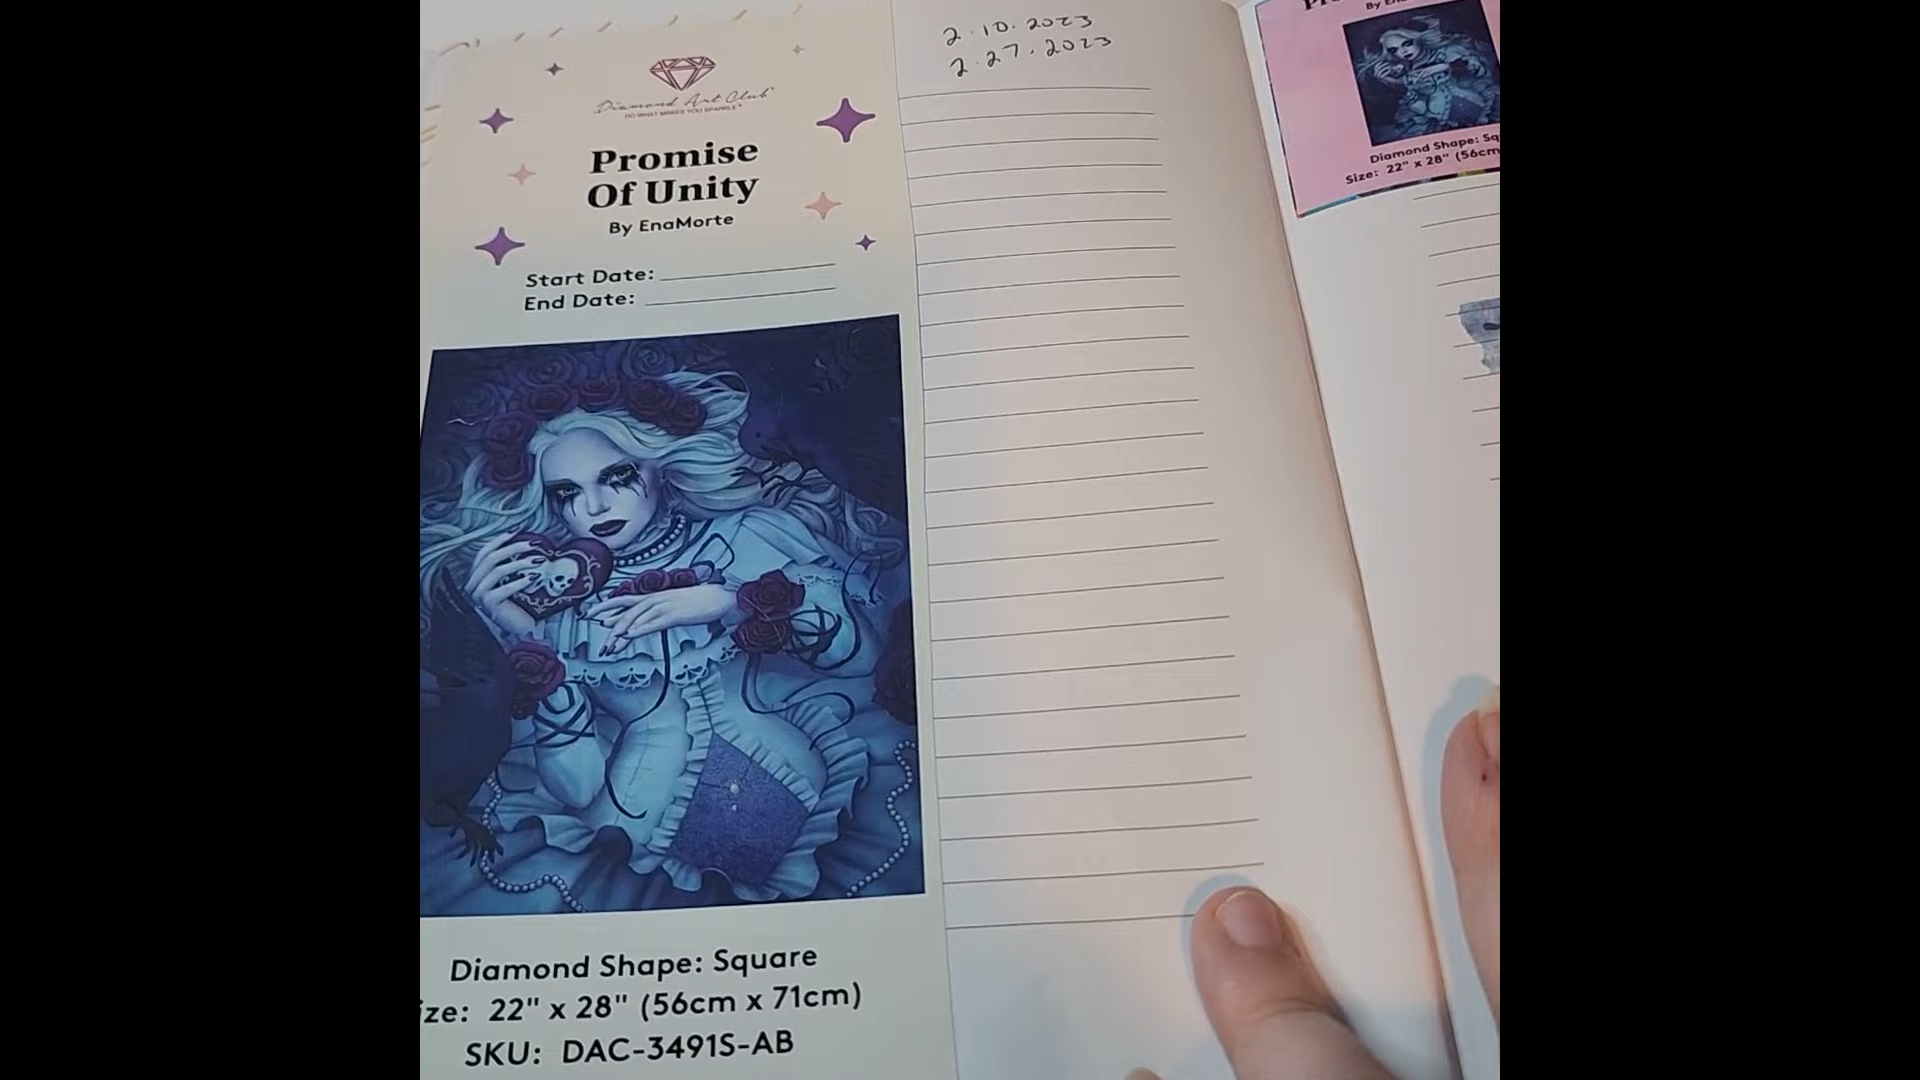 Diamond Art Club
DO WHAT MAKES YOU SPARKLE
Promise
Of Unity
By EnaMorte
Start Date:
End Date:
Diamond Shape: Square
ize: 22" x 28" (56cm x 71cm)
SKU: DAC-3491S-AB
2.10.2023
2.27.2023
Diamond Shape: Sq
Size: 22" x 28" (56cm